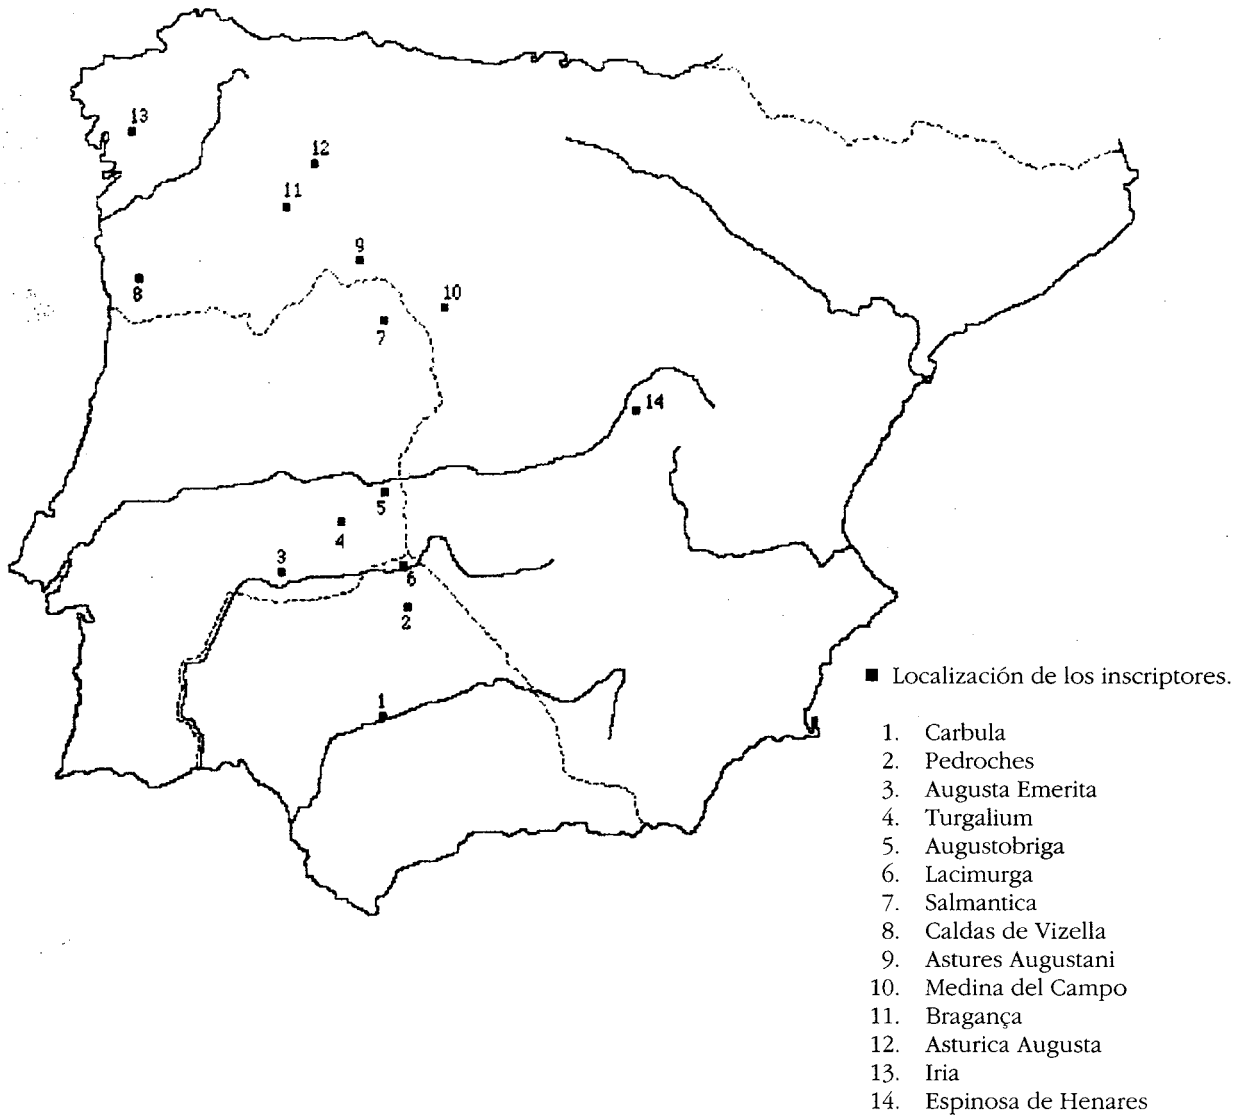 13
12
11
9
8
10
7
14
5
4
3
6
2
1
■ Localización de los inscriptores.
1. Carbula
2. Pedroches
3. Augusta Emerita
4. Turgalium
5. Augustobriga
6. Lacimurga
7. Salmantica
8. Caldas de Vizella
9. Astures Augustani
10. Medina del Campo
11. Bragança
12. Asturica Augusta
13. Iria
14. Espinosa de Henares